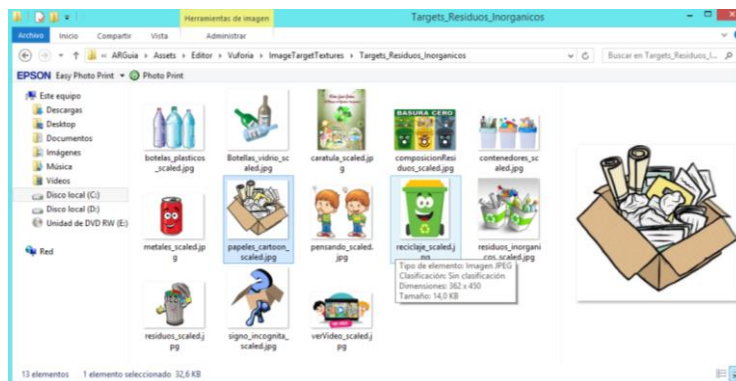 Herramientas de imagen
Targets_Residuos_Inorganicos
Archivo Inicio Compartir Vista Administrar
« ARGuia Assets Editor Vuforia ImageTargetTextures Targets_Residuos_Inorganicos
Buscar en Targets_Residuos_I...
EPSON Easy Photo Print Photo Print
Este equipo
Descargas
Desktop
Documentos
Imágenes
Música
Vídeos
Disco local (C:)
Disco local (D:)
Unidad de DVD RW (E:)
Red
BASURA CERO
botelas_plasticos
_scaled.jpg
Botellas_vidrio_sc
aled.jpg
caratula_scaled.jp
g
composicionResi
duos_scaled.jpg
contenedores_sc
aled.jpg
metales_scaled.jp
g
papeles_cartoon_
scaled.jpg
pensando_scaled.
jpg
reciclaje_scaled.j
pg
residuos_inorgani
cos_scaled.jpg
Tipo de elemento: Imagen JPEG
Clasificación: Sin clasificación
Dimensiones: 362 x 450
Tamaño: 14,0 KB
residuos_scaled.j
pg
signo_incognita_
scaled.jpg
verVideo_scaled.j
pg
13 elementos 1 elemento seleccionado 32,6 KB